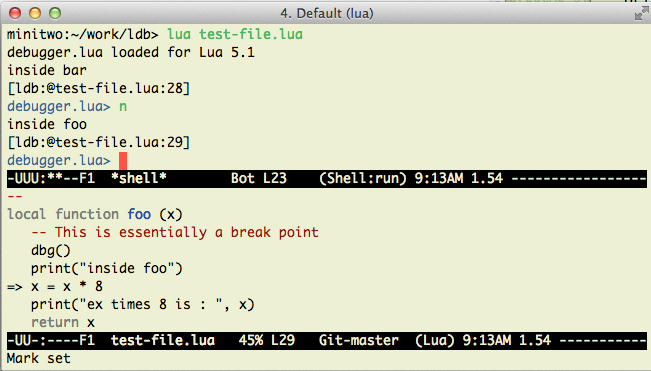 4. Default (lua)
minitwo:~/work/ldb> lua test-file.lua
debugger.lua loaded for Lua 5.1
inside bar
[ldb:@test-file.lua:28]
debugger.lua> n
inside foo
[ldb:@test-file.lua:29]
debugger.lua>
-UUU:**--F1  *shell*        Bot L23    (Shell:run) 9:13AM 1.54 -----------------
--
local function foo (x)
   -- This is essentially a break point
   dbg()
   print("inside foo")
=> x = x * 8
   print("ex times 8 is : ", x)
   return x
-UU-:----F1  test-file.lua   45% L29   Git-master  (Lua) 9:13AM 1.54 -----------
Mark set